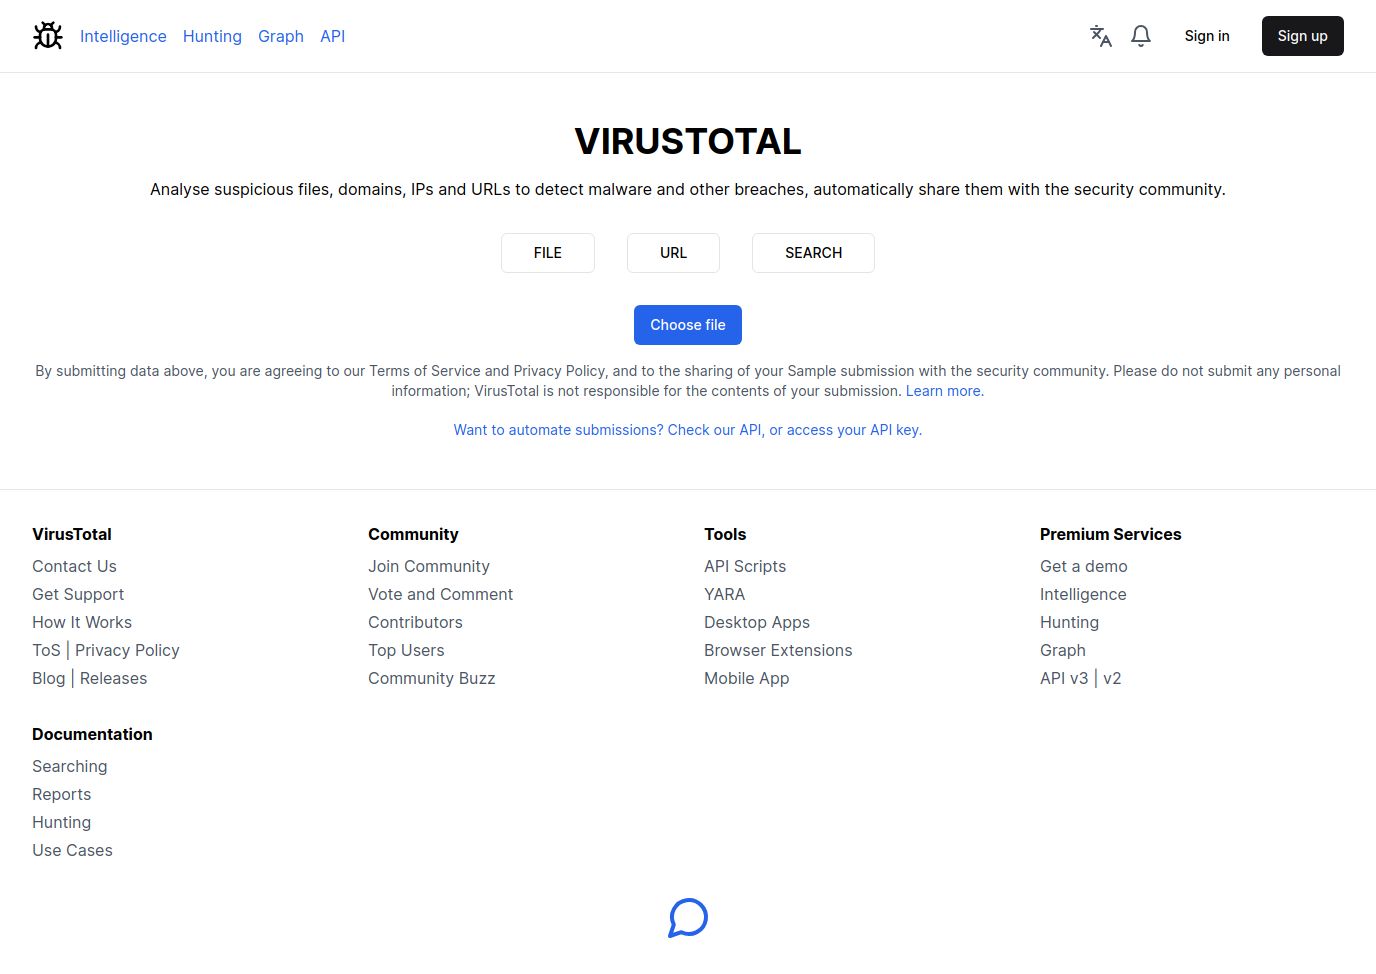 Intelligence Hunting Graph API Sign in Sign up
VIRUSTOTAL
Analyse suspicious files, domains, IPs and URLs to detect malware and other breaches, automatically share them with the security community.
FILE URL SEARCH
Choose file
By submitting data above, you are agreeing to our Terms of Service and Privacy Policy, and to the sharing of your Sample submission with the security community. Please do not submit any personal
information; VirusTotal is not responsible for the contents of your submission. Learn more.
Want to automate submissions? Check our API, or access your API key.
VirusTotal
Contact Us
Get Support
How It Works
ToS | Privacy Policy
Blog | Releases
Community
Join Community
Vote and Comment
Contributors
Top Users
Community Buzz
Tools
API Scripts
YARA
Desktop Apps
Browser Extensions
Mobile App
Premium Services
Get a demo
Intelligence
Hunting
Graph
API v3 | v2
Documentation
Searching
Reports
Hunting
Use Cases